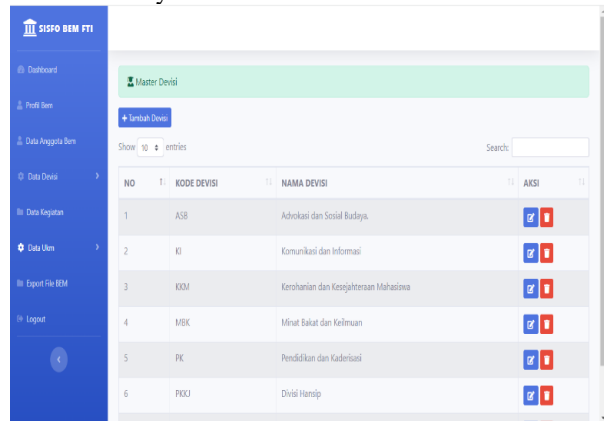 SISFO BEM FTI
Dashboard
Profil Bem
Data Anggota Bem
Data Devisi
Data Kegiatan
Data Ukm
Export File BEM
Logout
Master Devisi
+ Tambah Devisi
Show 10 entries
Search:
NO KODE DEVISI NAMA DEVISI AKSI
1 ASB Advokasi dan Sosial Budaya.
2 KI Komunikasi dan Informasi
3 KKM Kerohanian dan Kesejahteraan Mahasiswa
4 MBK Minat Bakat dan Keilmuan
5 PK Pendidikan dan Kaderisasi
6 PKKJ Divisi Hansip